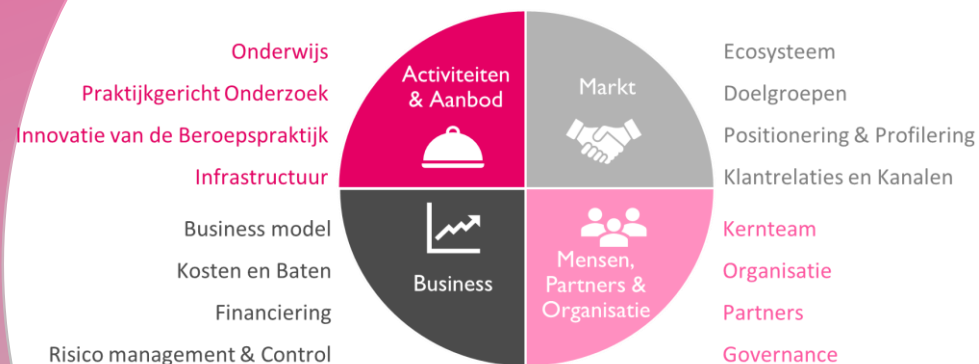 Onderwijs
Praktijkgericht Onderzoek
Innovatie van de Beroepspraktijk
Infrastructuur
Activiteiten
& Aanbod
Markt
Ecosysteem
Doelgroepen
Positionering & Profilering
Klantrelaties en Kanalen
Business model
Kosten en Baten
Financiering
Risico management & Control
Business
Mensen,
Partners &
Organisatie
Kernteam
Organisatie
Partners
Governance